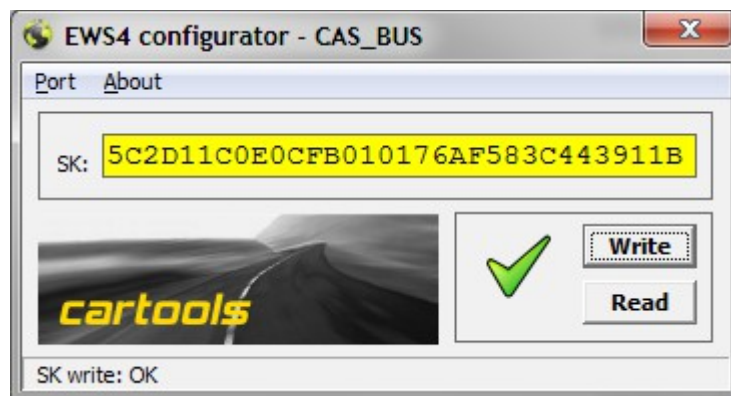 EWS4 configurator - CAS_BUS
Port About
SK: 5C2D11C0E0CFB010176AF583C443911B
Write
cartools
Read
SK write: OK